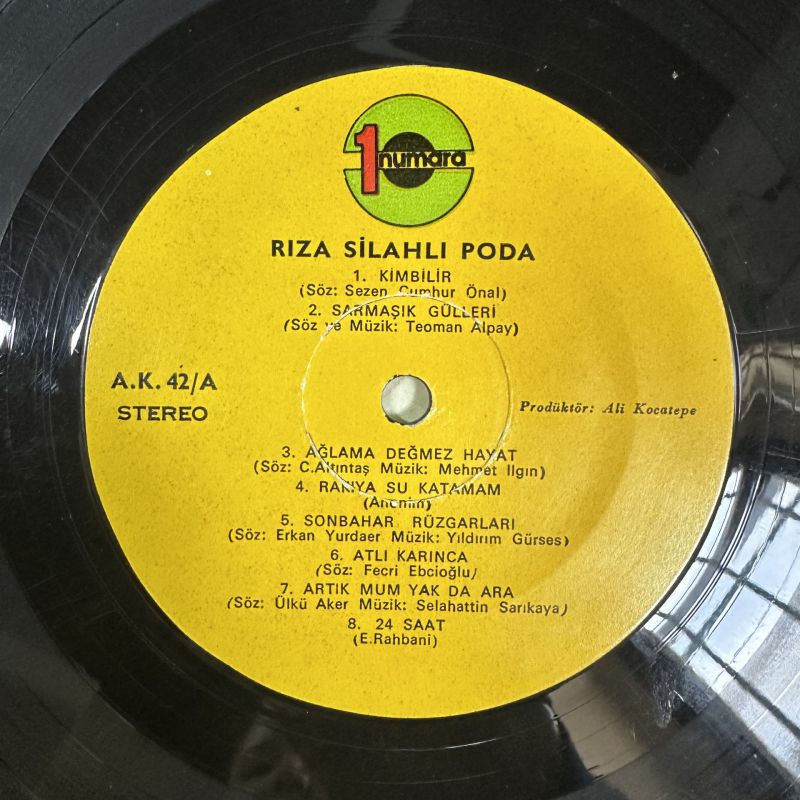 1 numara
RIZA SİLAHLI PODA
1. KİMBİLİR
(Söz: Sezen Cumhur Önal)
2. SARMAŞIK GÜLLERİ
(Söz ve Müzik: Teoman Alpay)
A.K. 42/A
STEREO
Prodüktör: Ali Kocatepe
3. AĞLAMA DEĞMEZ HAYAT
(Söz: C.Altıntaş Müzik: Mehmet Ilgın)
4. RAKIYA SU KATAMAM
(Anonim)
5. SONBAHAR RÜZGARLARI
(Söz: Erkan Yurdaer Müzik: Yıldırım Gürses)
6. ATLI KARINCA
(Söz: Fecri Ebcioğlu)
7. ARTIK MUM YAK DA ARA
(Söz: Ülkü Aker Müzik: Selahattin Sarıkaya)
8. 24 SAAT
(E.Rahbani)